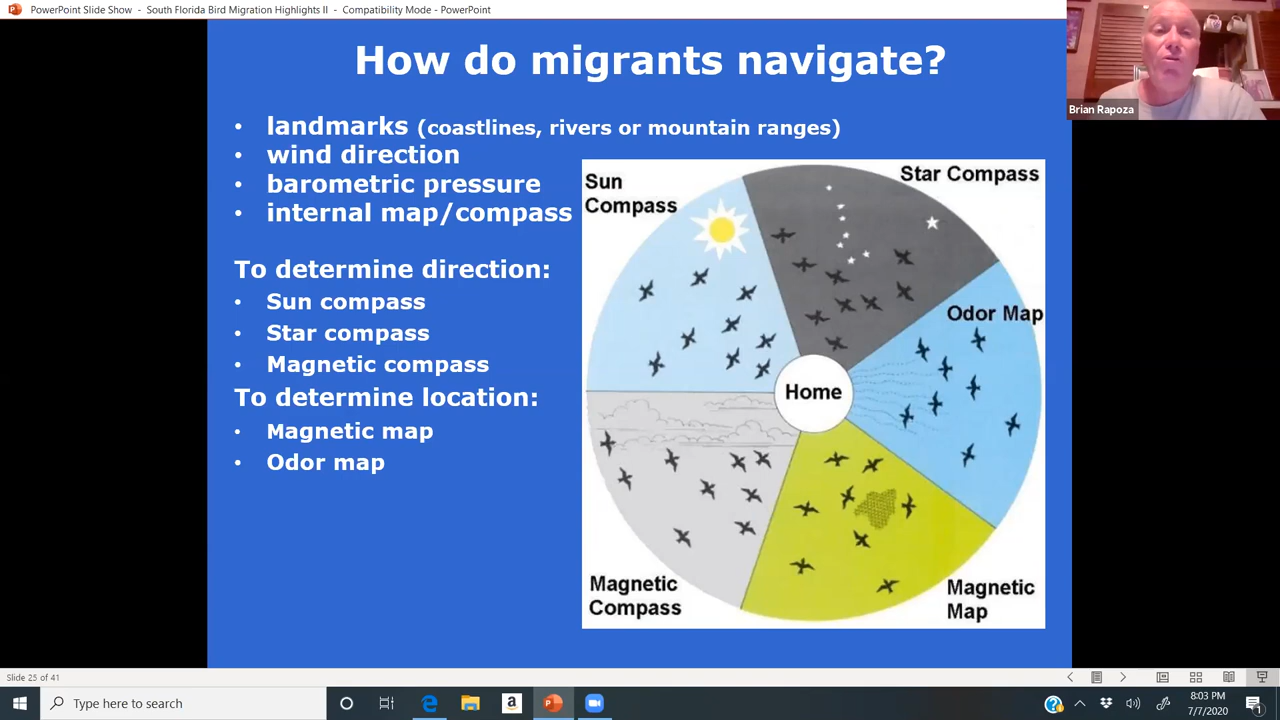 PowerPoint Slide Show - South Florida Bird Migration Highlights II - Compatibility Mode - PowerPoint
Brian Rapoza
How do migrants navigate?
• landmarks (coastlines, rivers or mountain ranges)
• wind direction
• barometric pressure
• internal map/compass
To determine direction:
• Sun compass
• Star compass
• Magnetic compass
To determine location:
• Magnetic map
• Odor map
Sun
Compass
Star Compass
Odor Map
Home
Magnetic
Compass
Magnetic
Map
Slide 25 of 41
Type here to search
8:03 PM
7/7/2020